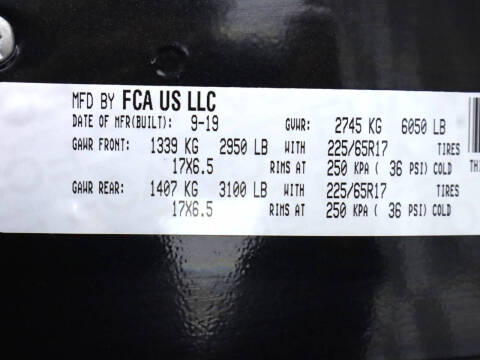 MFD BY FCA US LLC
DATE OF MFR(BUILT): 9-19 GVWR: 2745 KG 6050 LB
GAWR FRONT: 1339 KG 2950 LB WITH 225/65R17 TIRES
17X6.5 RIMS AT 250 KPA ( 36 PSI) COLD
GAWR REAR: 1407 KG 3100 LB WITH 225/65R17 TIRES
17X6.5 RIMS AT 250 KPA ( 36 PSI) COLD